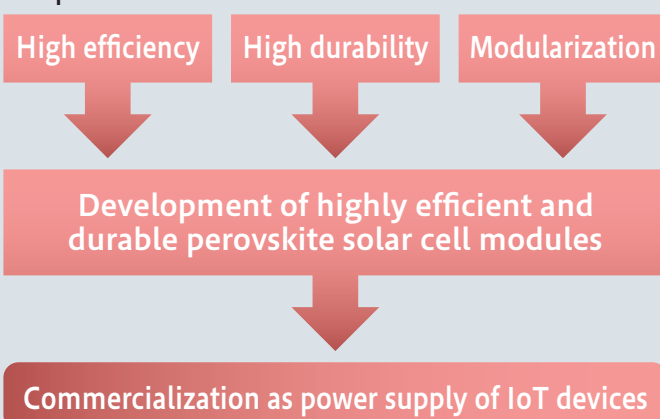 High efficiency
High durability
Modularization
Development of highly efficient and
durable perovskite solar cell modules
Commercialization as power supply of IoT devices